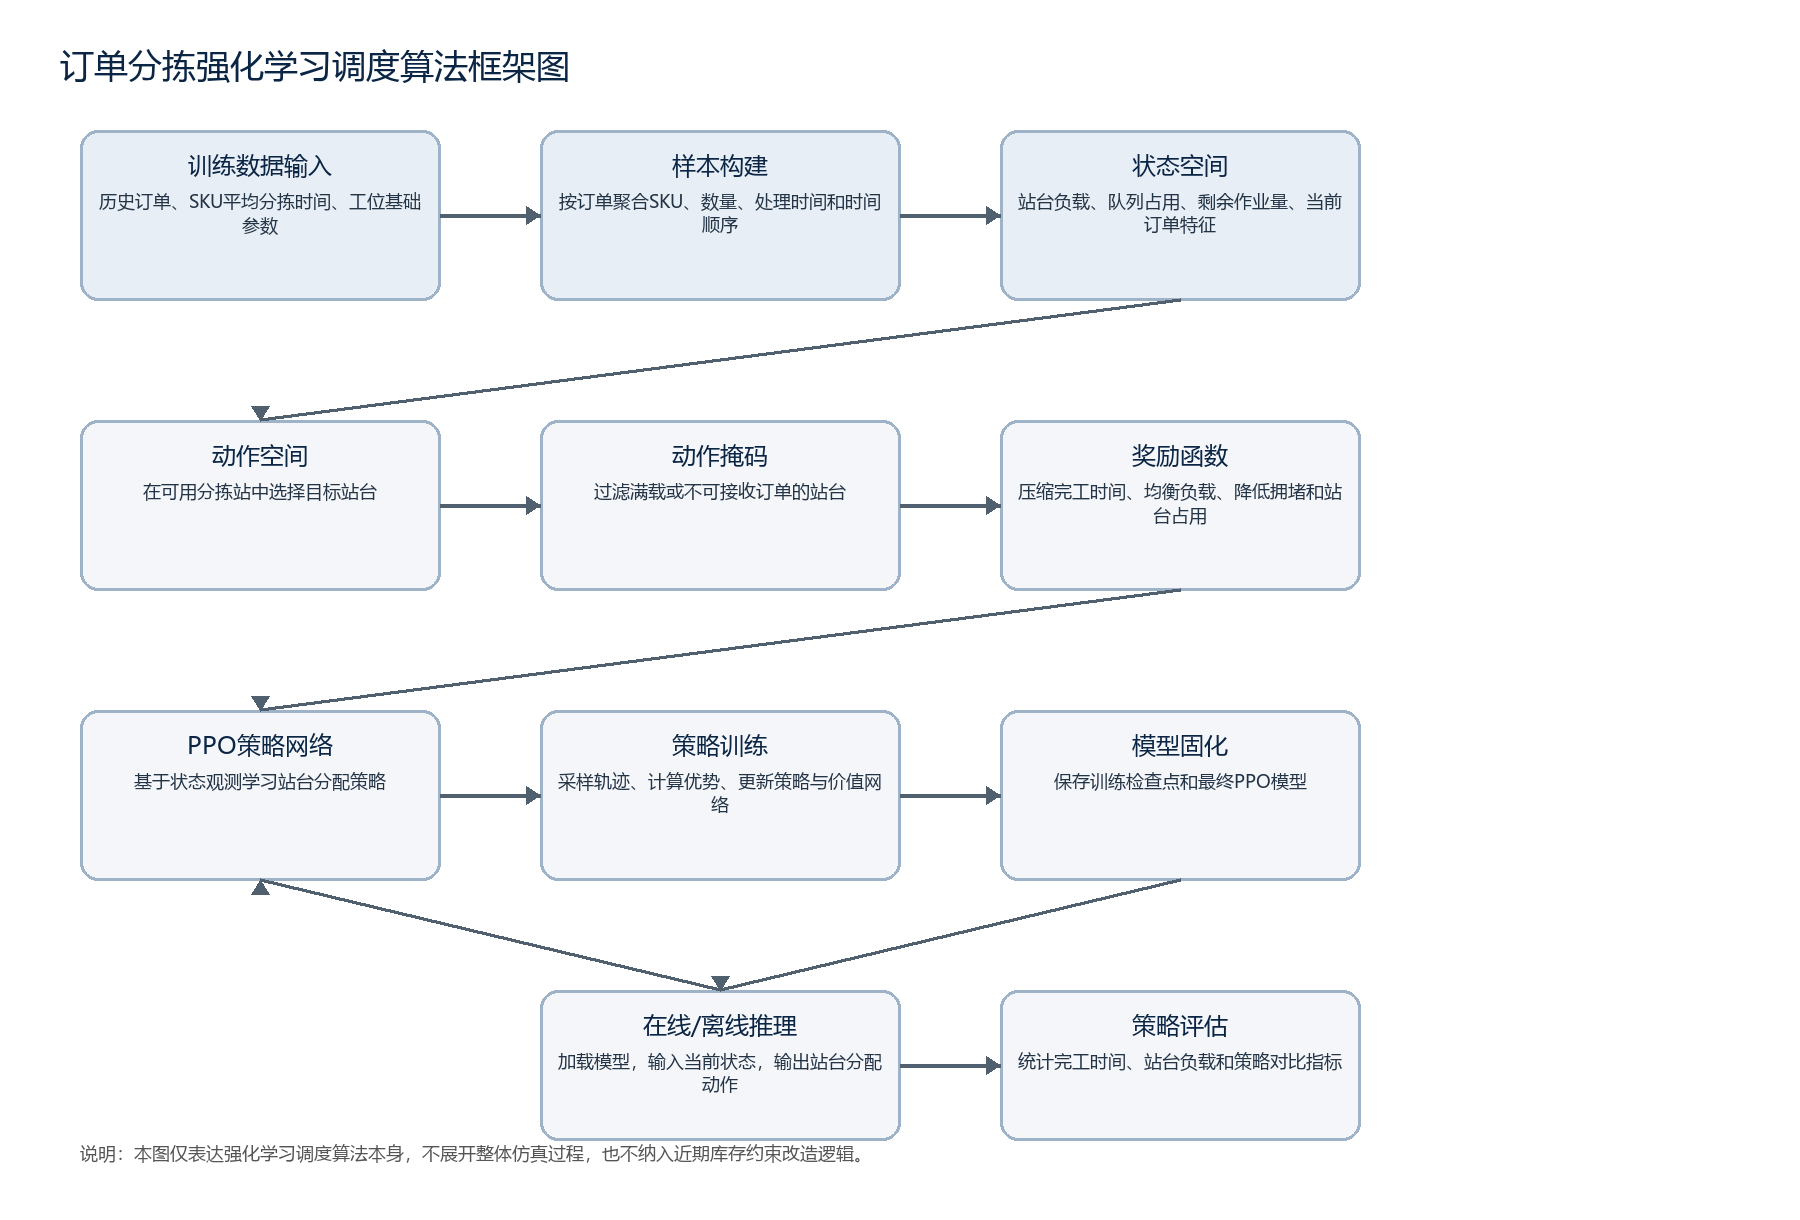 订单分拣强化学习调度算法框架图
训练数据输入
历史订单、SKU平均分拣时间、工位基础
参数
样本构建
按订单聚合SKU、数量、处理时间和时间
顺序
状态空间
站台负载、队列占用、剩余作业量、当前
订单特征
动作空间
在可用分拣站中选择目标站台
动作掩码
过滤满载或不可接收订单的站台
奖励函数
压缩完工时间、均衡负载、降低拥堵和站
台占用
PPO策略网络
基于状态观测学习站台分配策略
策略训练
采样轨迹、计算优势、更新策略与价值网
络
模型固化
保存训练检查点和最终PPO模型
在线/离线推理
加载模型，输入当前状态，输出站台分配
动作
策略评估
统计完工时间、站台负载和策略对比指标
说明：本图仅表达强化学习调度算法本身，不展开整体仿真过程，也不纳入近期库存约束改造逻辑。